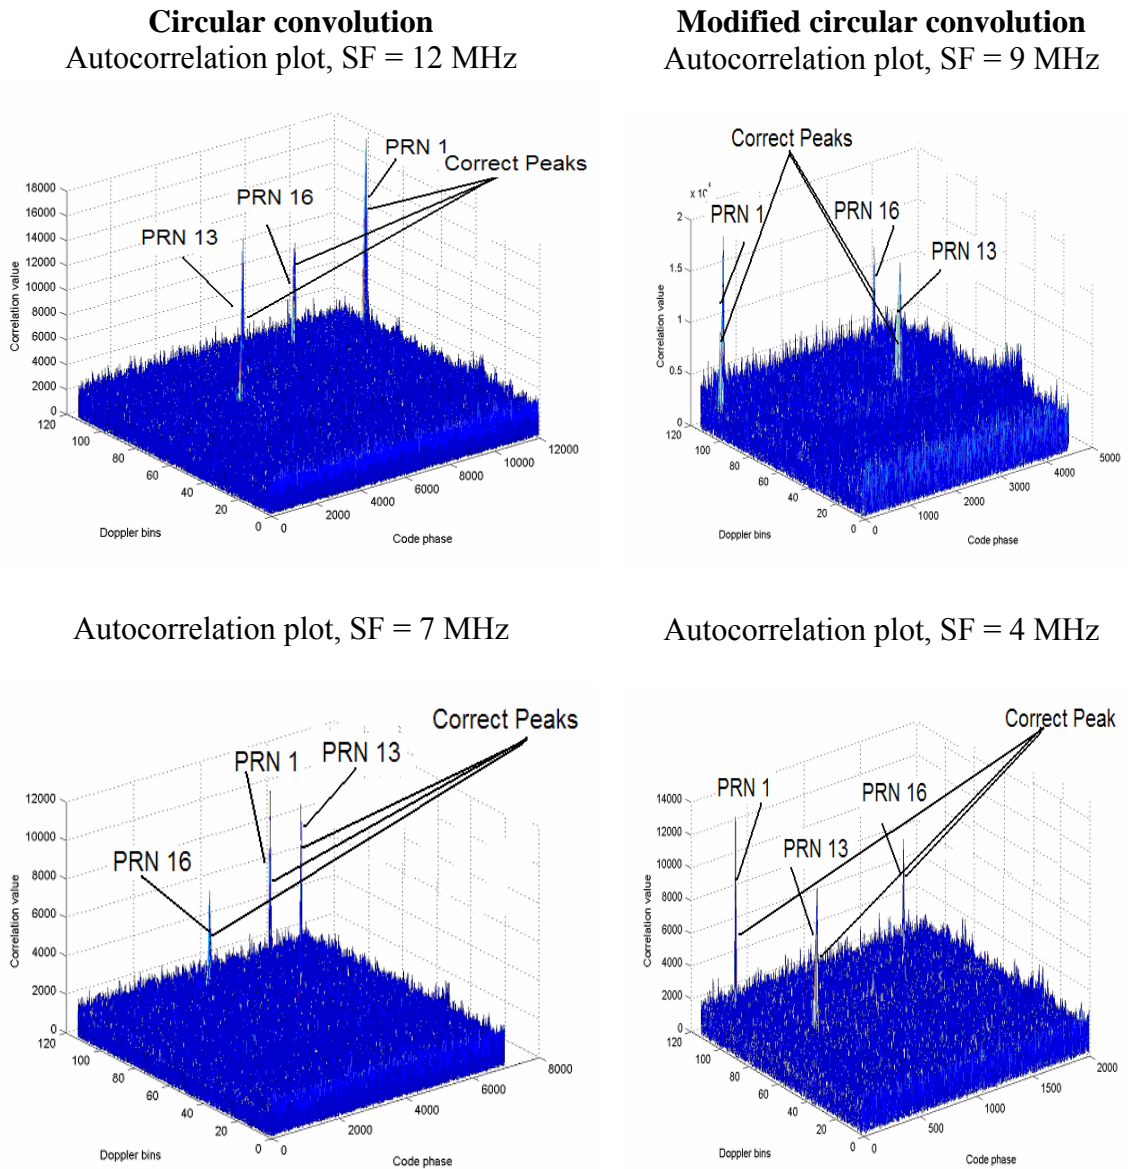 Circular convolution
Autocorrelation plot, SF = 12 MHz
PRN 1
Correct Peaks
PRN 16
PRN 13
18000
16000
14000
12000
10000
8000
6000
4000
2000
0
Correlation value
120
100
80
60
40
20
0
Doppler bins
0
2000
4000
6000
8000
10000
12000
Code phase
Modified circular convolution
Autocorrelation plot, SF = 9 MHz
Correct Peaks
x 10^4
PRN 1
PRN 16
PRN 13
2
1.5
1
0.5
0
Correlation value
120
100
80
60
40
20
0
Doppler bins
0
1000
2000
3000
4000
5000
Code phase
Autocorrelation plot, SF = 7 MHz
Correct Peaks
PRN 1
PRN 13
PRN 16
12000
10000
8000
6000
4000
2000
0
Correlation value
120
100
80
60
40
20
0
Doppler bins
0
2000
4000
6000
8000
Code phase
Autocorrelation plot, SF = 4 MHz
Correct Peak
PRN 1
PRN 16
PRN 13
14000
12000
10000
8000
6000
4000
2000
0
Correlation value
120
100
80
60
40
20
0
Doppler bins
0
500
1000
1500
2000
Code phase